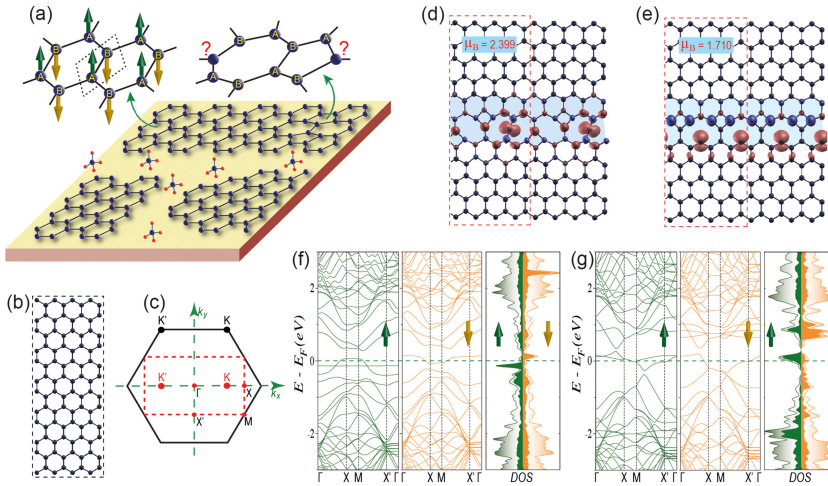 (a)
B
A
B
A
B
A
B
A
B
A
B
A
B
A
B
A
B
A
B
? ?
(d)
μB = 2.399
(e)
μB = 1.710
(b)
(c)
ky
K' K
K' K
Γ X kx
X' M
(f)
E - EF(eV)
2
0
-2
Γ X M X' Γ Γ X M X' Γ DOS
(g)
E - EF(eV)
2
0
-2
Γ X M X' Γ Γ X M X' Γ DOS